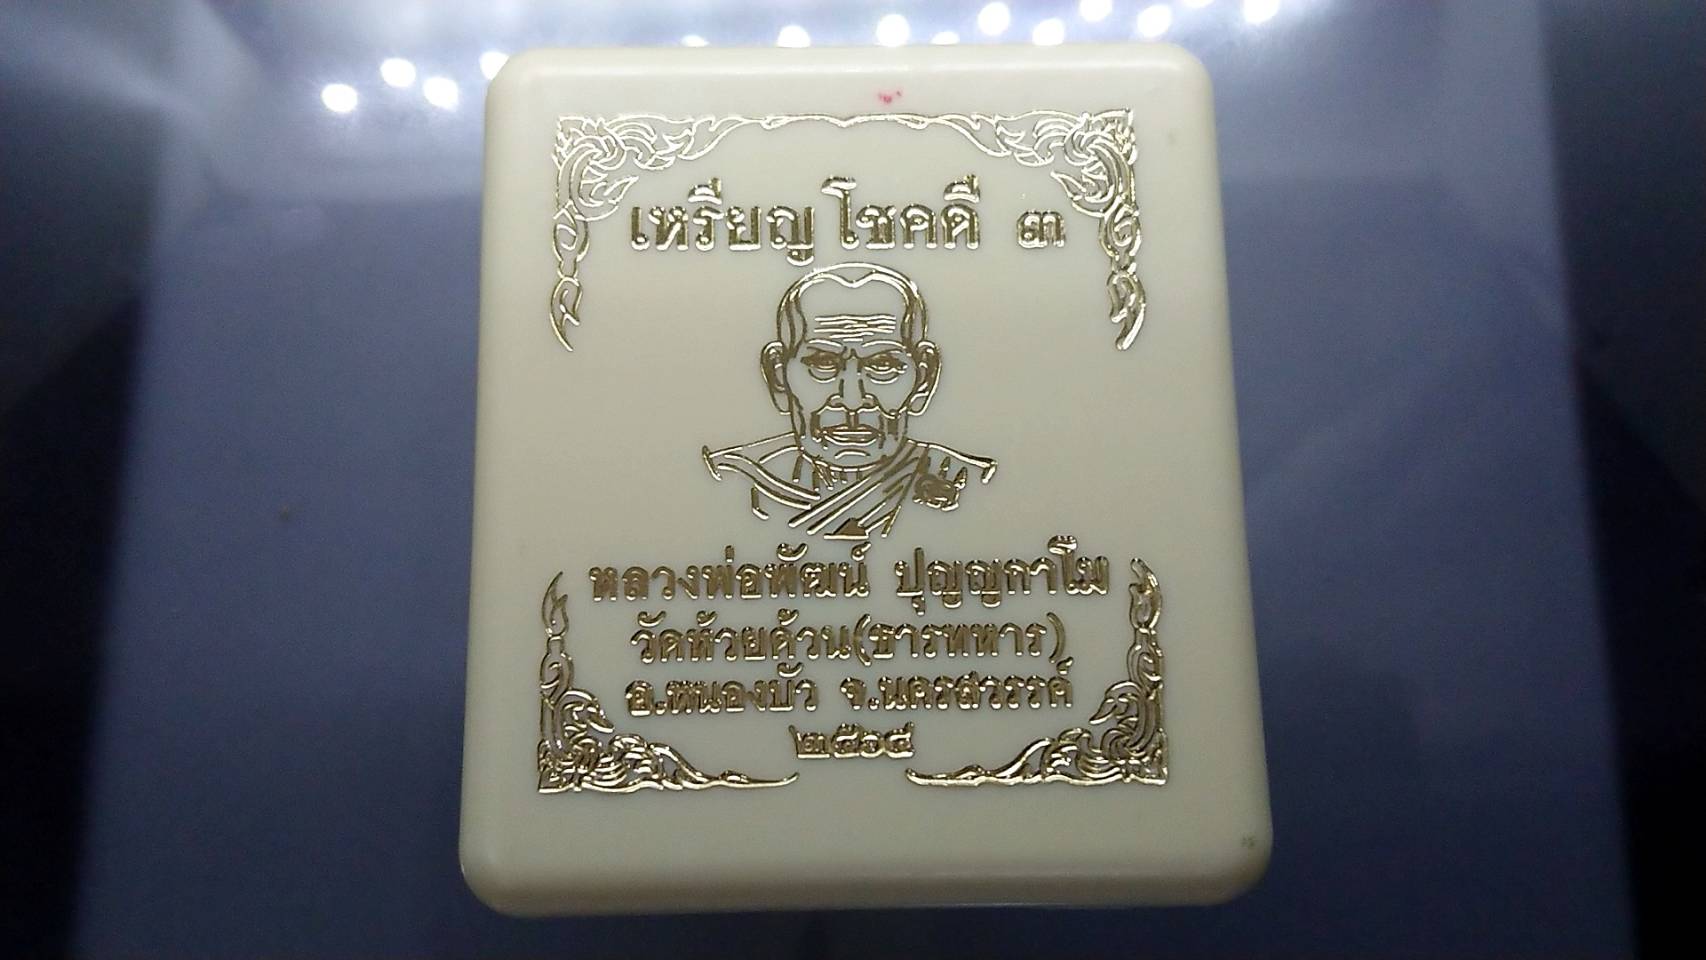 เหรียญ โชคดี ๓
หลวงพ่อพัฒน์ ปุญญกาโม
วัดห้วยด้วน(ธารทหาร)
อ.หนองบัว จ.นครสวรรค์
๒๕๖๔